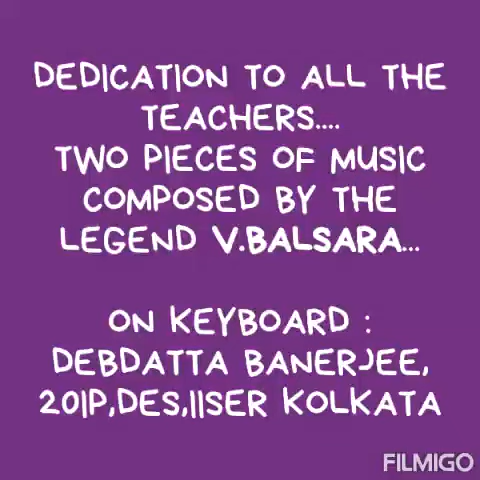 DEDICATION TO ALL THE
TEACHERS....
TWO PIECES OF MUSIC
COMPOSED BY THE
LEGEND V.BALSARA...
ON KEYBOARD :
DEBDATTA BANERJEE,
20IP,DES,IISER KOLKATA
FILMIGO